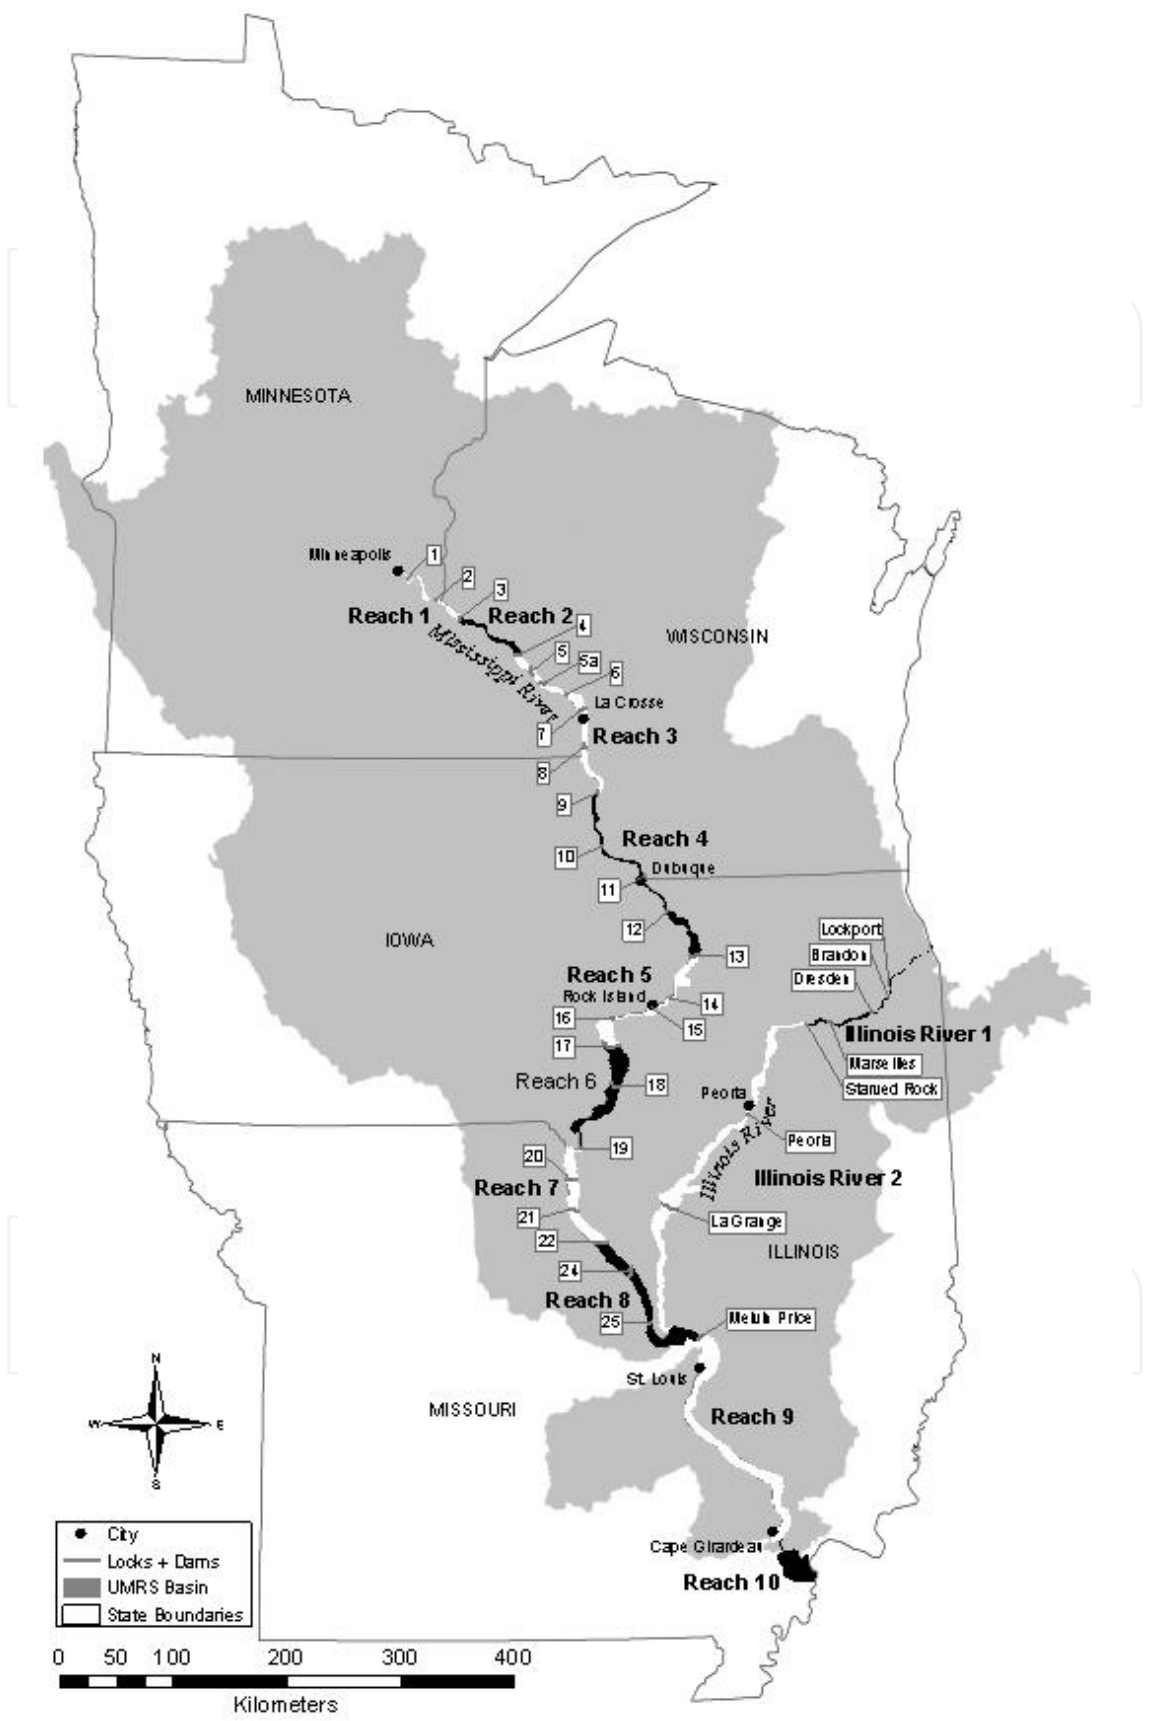 MINNESOTA
Minneapolis
1
2
3
Reach 1
Reach 2
4
Mississippi River
WISCONSIN
5
5a
6
La Crosse
7
Reach 3
8
9
Reach 4
10
Dubuque
11
12
IOWA
13
Lockport
Brandon
Dresden
Reach 5
Rock Island
14
16
15
Illinois River 1
17
Marseilles
Reach 6
18
Starved Rock
Peoria
Illinois River
Peoria
19
20
Illinois River 2
Reach 7
21
La Grange
22
ILLINOIS
24
Reach 8
25
Melvin Price
St. Louis
MISSOURI
Reach 9
N
W
E
S
Cape Girardeau
Reach 10
City
Locks + Dams
UMRS Basin
State Boundaries
0 50 100 200 300 400
Kilometers